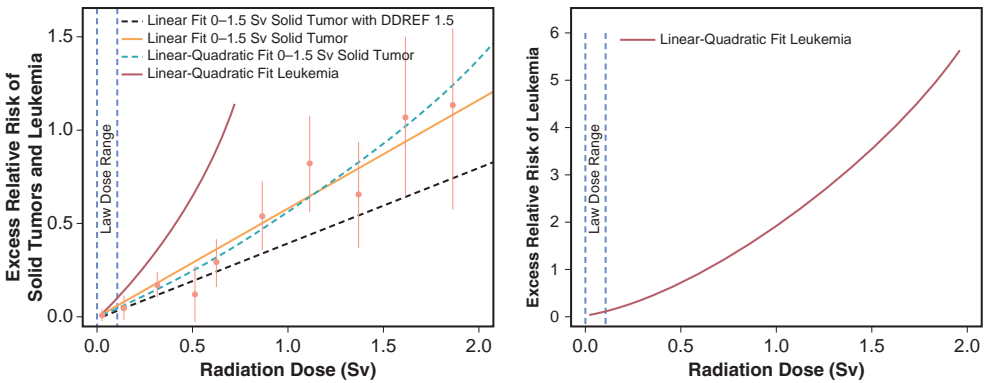 Excess Relative Risk of
Solid Tumors and Leukemia
1.5
1.0
0.5
0.0
Linear Fit 0–1.5 Sv Solid Tumor with DDREF 1.5
Linear Fit 0–1.5 Sv Solid Tumor
Linear-Quadratic Fit 0–1.5 Sv Solid Tumor
Linear-Quadratic Fit Leukemia
Law Dose Range
0.0 0.5 1.0 1.5 2.0
Radiation Dose (Sv)
Excess Relative Risk of Leukemia
6
5
4
3
2
1
0
Linear-Quadratic Fit Leukemia
Law Dose Range
0.0 0.5 1.0 1.5 2.0
Radiation Dose (Sv)